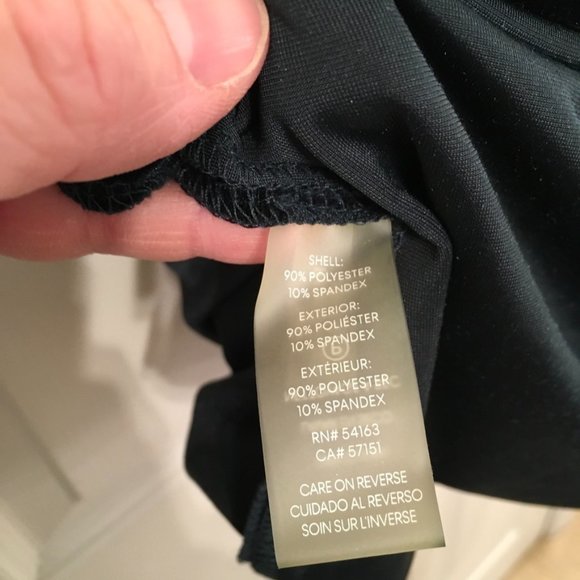 SHELL:
90% POLYESTER
10% SPANDEX
EXTERIOR:
90% POLIÉSTER
10% SPANDEX
EXTÉRIEUR:
90% POLYESTER
10% SPANDEX
RN# 54163
CA# 57151
CARE ON REVERSE
CUIDADO AL REVERSO
SOIN SUR L'INVERSE